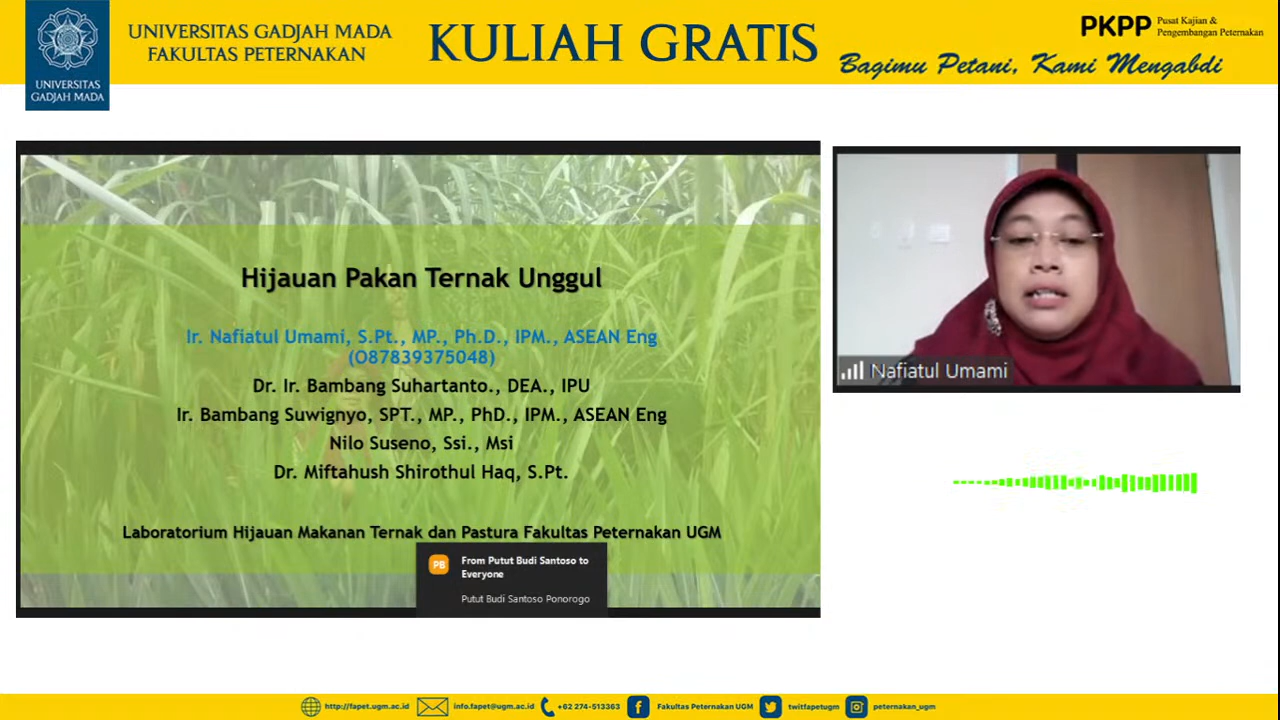 UNIVERSITAS GADJAH MADA
FAKULTAS PETERNAKAN
UNIVERSITAS
GADJAH MADA
KULIAH GRATIS
PKPP
Pusat Kajian &
Pengembangan Peternakan
Bagimu Petani, Kami Mengabdi
Hijauan Pakan Ternak Unggul
Ir. Nafiatul Umami, S.Pt., MP., Ph.D., IPM., ASEAN Eng
(O87839375048)
Dr. Ir. Bambang Suhartanto., DEA., IPU
Ir. Bambang Suwignyo, SPT., MP., PhD., IPM., ASEAN Eng
Nilo Suseno, Ssi., Msi
Dr. Miftahush Shirothul Haq, S.Pt.
Laboratorium Hijauan Makanan Ternak dan Pastura Fakultas Peternakan UGM
PB
From Putut Budi Santoso to
Everyone
Putut Budi Santoso Ponorogo
Nafiatul Umami
http://fapet.ugm.ac.id
info.fapet@ugm.ac.id
+62 274-513363
Fakultas Peternakan UGM
twitfapetugm
peternakan_ugm